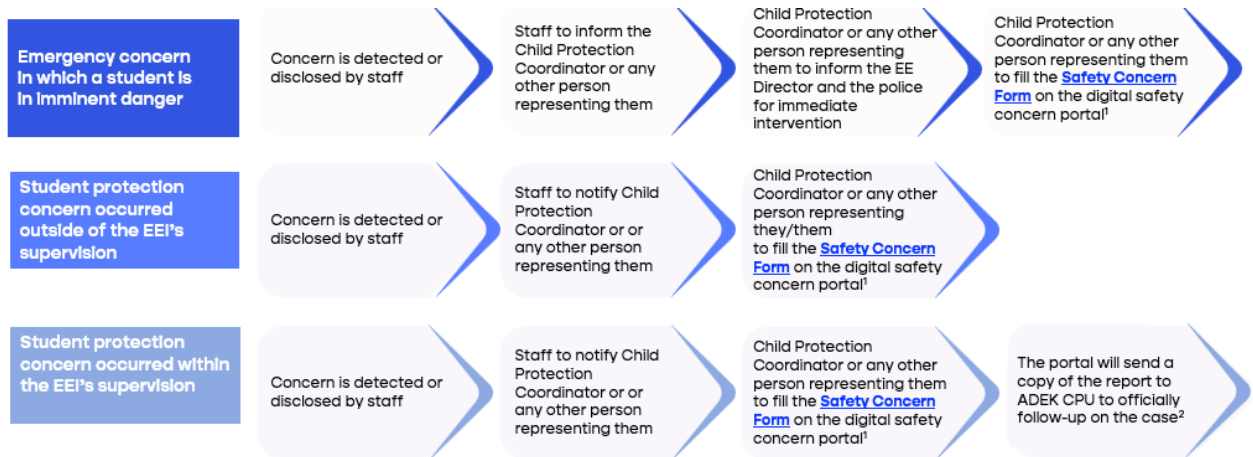 Emergency concern
in which a student is
in imminent danger
Concern is detected or
disclosed by staff
Staff to inform the
Child Protection
Coordinator or any
other person
representing them
Child Protection
Coordinator or any other
person representing
them to inform the EE
Director and the police
for immediate
intervention
Child Protection
Coordinator or any other
person representing them
to fill the Safety Concern
Form on the digital safety
concern portal¹
Student protection
concern occurred
outside of the EEI's
supervision
Concern is detected or
disclosed by staff
Staff to notify Child
Protection
Coordinator or or
any other person
representing them
Child Protection
Coordinator or any other
person representing
they/them
to fill the Safety Concern
Form on the digital safety
concern portal¹
Student protection
concern occurred within
the EEI's supervision
Concern is detected or
disclosed by staff
Staff to notify Child
Protection
Coordinator or or
any other person
representing them
Child Protection
Coordinator or any other
person representing them
to fill the Safety Concern
Form on the digital safety
concern portal¹
The portal will send a
copy of the report to
ADEK CPU to officially
follow-up on the case²